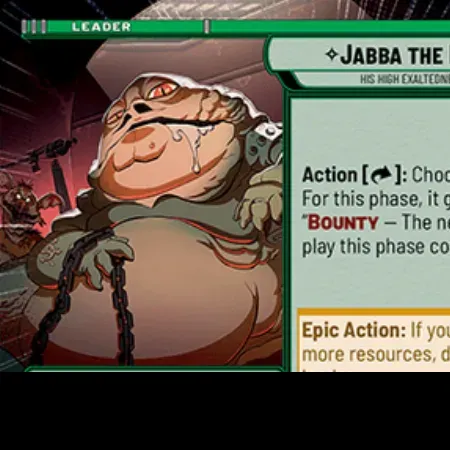 LEADER
JABBA THE
HIS HIGH EXALTEDNE
Action [ ]: Choo
For this phase, it g
"BOUNTY – The ne
play this phase co
Epic Action: If you
more resources, d